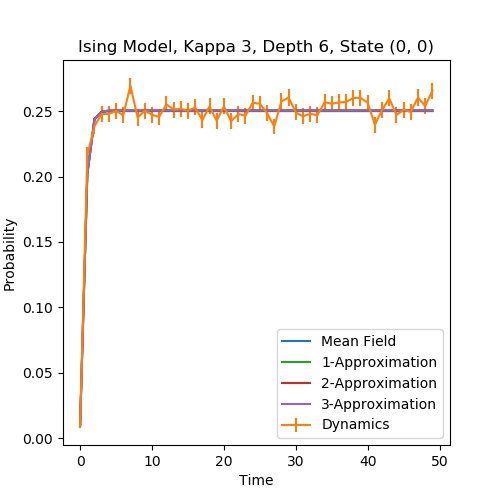 Ising Model, Kappa 3, Depth 6, State (0, 0)
Probability
0.25
0.20
0.15
0.10
0.05
0.00
Mean Field
1-Approximation
2-Approximation
3-Approximation
Dynamics
0 10 20 30 40 50
Time